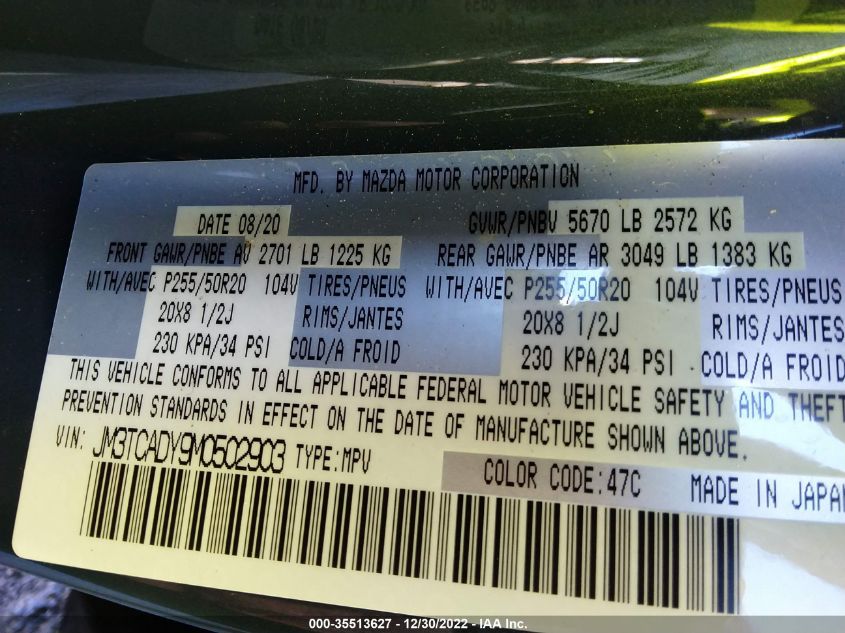 MFD. BY MAZDA MOTOR CORPORATION
DATE 08/20 GVWR/PNBV 5670 LB 2572 KG
FRONT GAWR/PNBE AV 2701 LB 1225 KG REAR GAWR/PNBE AR 3049 LB 1383 KG
WITH/AVEC P255/50R20 104V TIRES/PNEUS WITH/AVEC P255/50R20 104V TIRES/PNEUS
20X8 1/2J RIMS/JANTES 20X8 1/2J RIMS/JANTES
230 KPA/34 PSI COLD/A FROID 230 KPA/34 PSI COLD/A FROID
THIS VEHICLE CONFORMS TO ALL APPLICABLE FEDERAL MOTOR VEHICLE SAFETY AND THEFT
PREVENTION STANDARDS IN EFFECT ON THE DATE OF MANUFACTURE SHOWN ABOVE.
VIN: JM3TCADY9M0502903 TYPE:MPV
COLOR CODE:47C MADE IN JAPAN
000-35513627 - 12/30/2022 - IAA Inc.